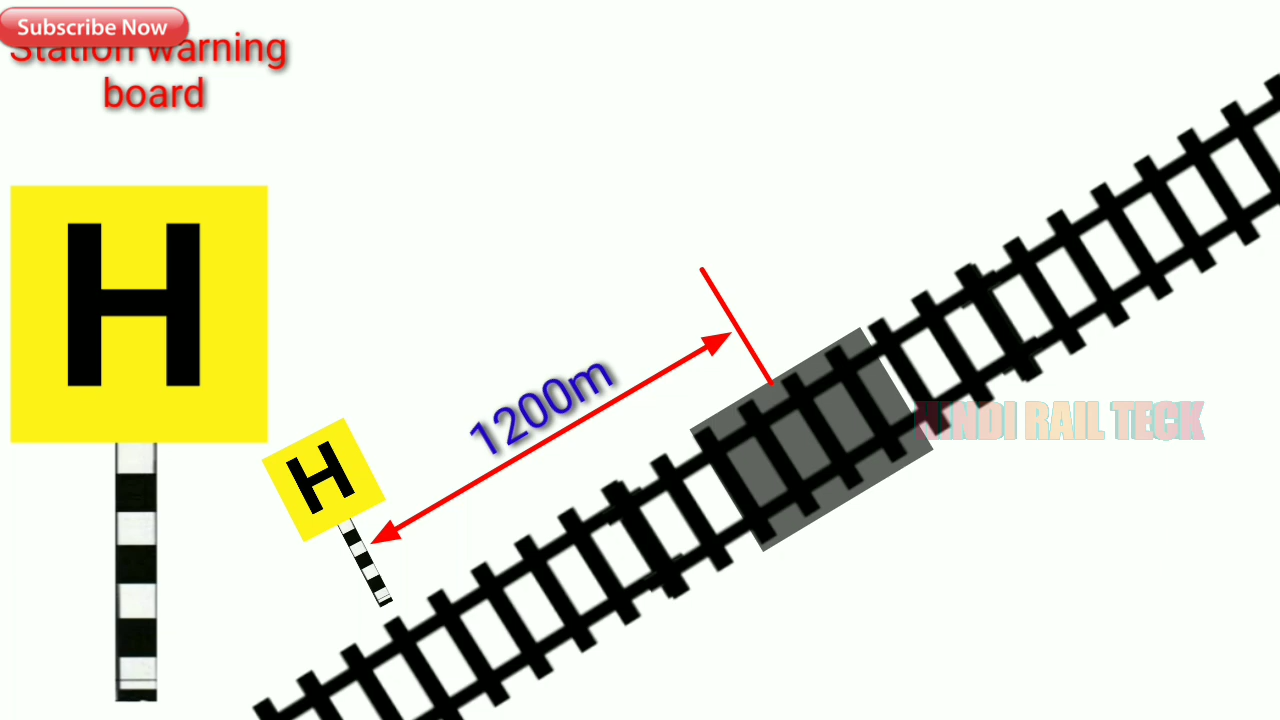 Subscribe Now
Station warning
board
H
H
1200m
HINDI RAIL TECK